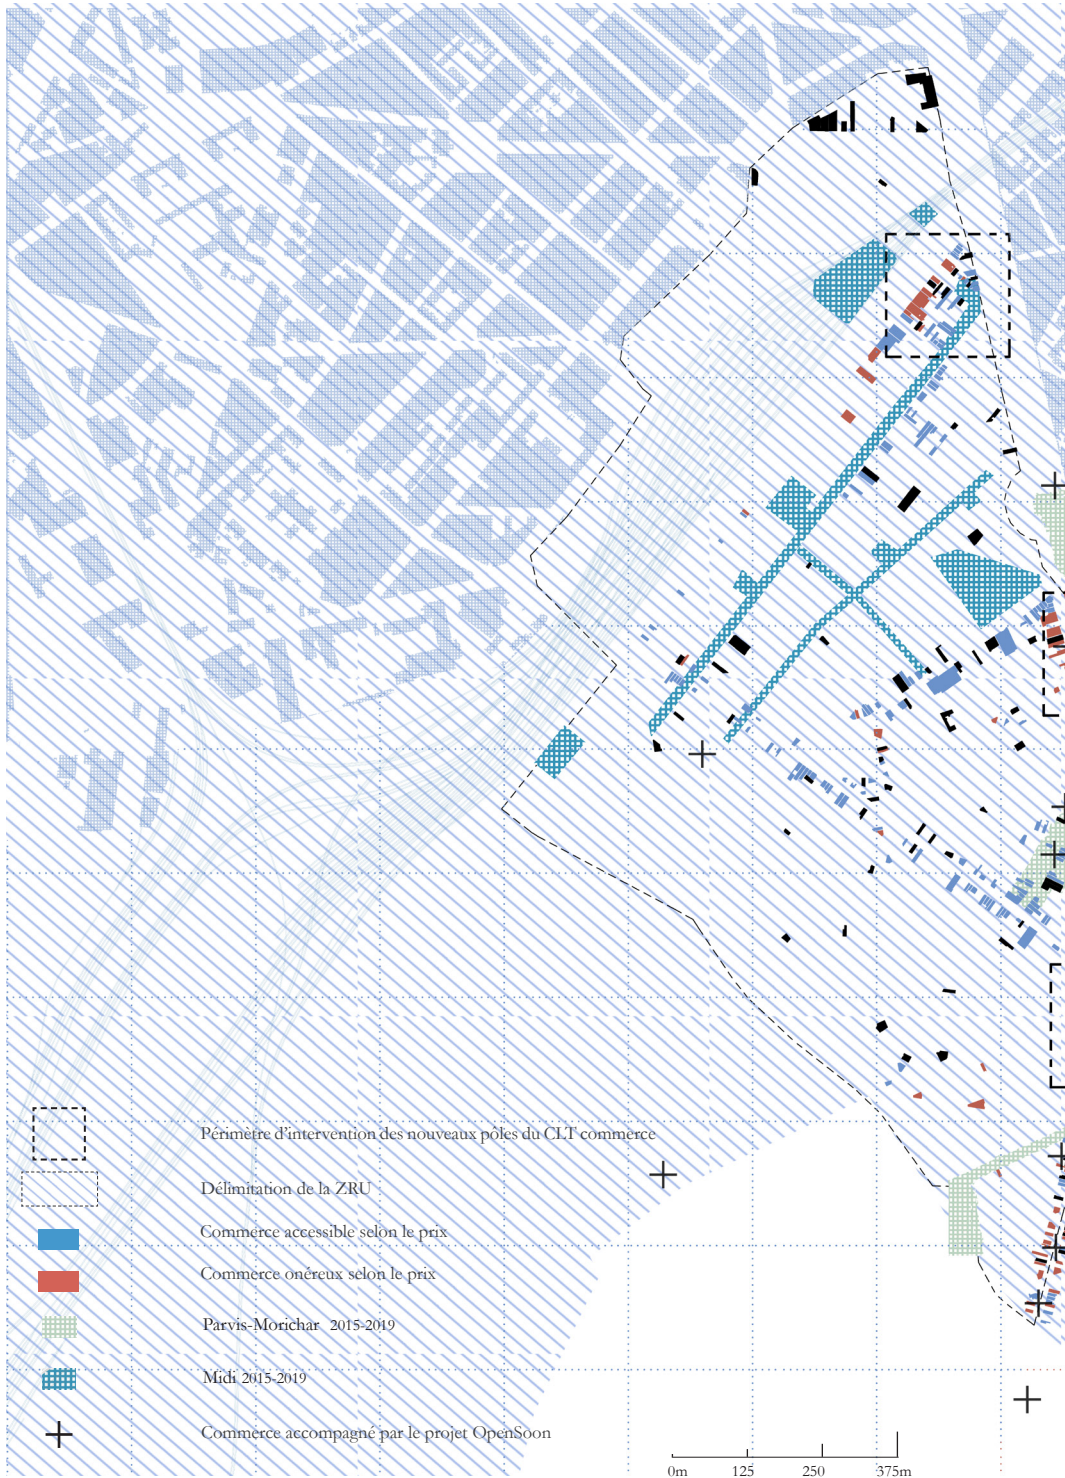 Périmètre d'intervention des nouveaux pôles du CLT commerce
Délimitation de la ZRU
Commerce accessible selon le prix
Commerce onéreux selon le prix
Parvis-Morichar 2015-2019
Midi 2015-2019
Commerce accompagné par le projet OpenSoon
0m 125 250 375m